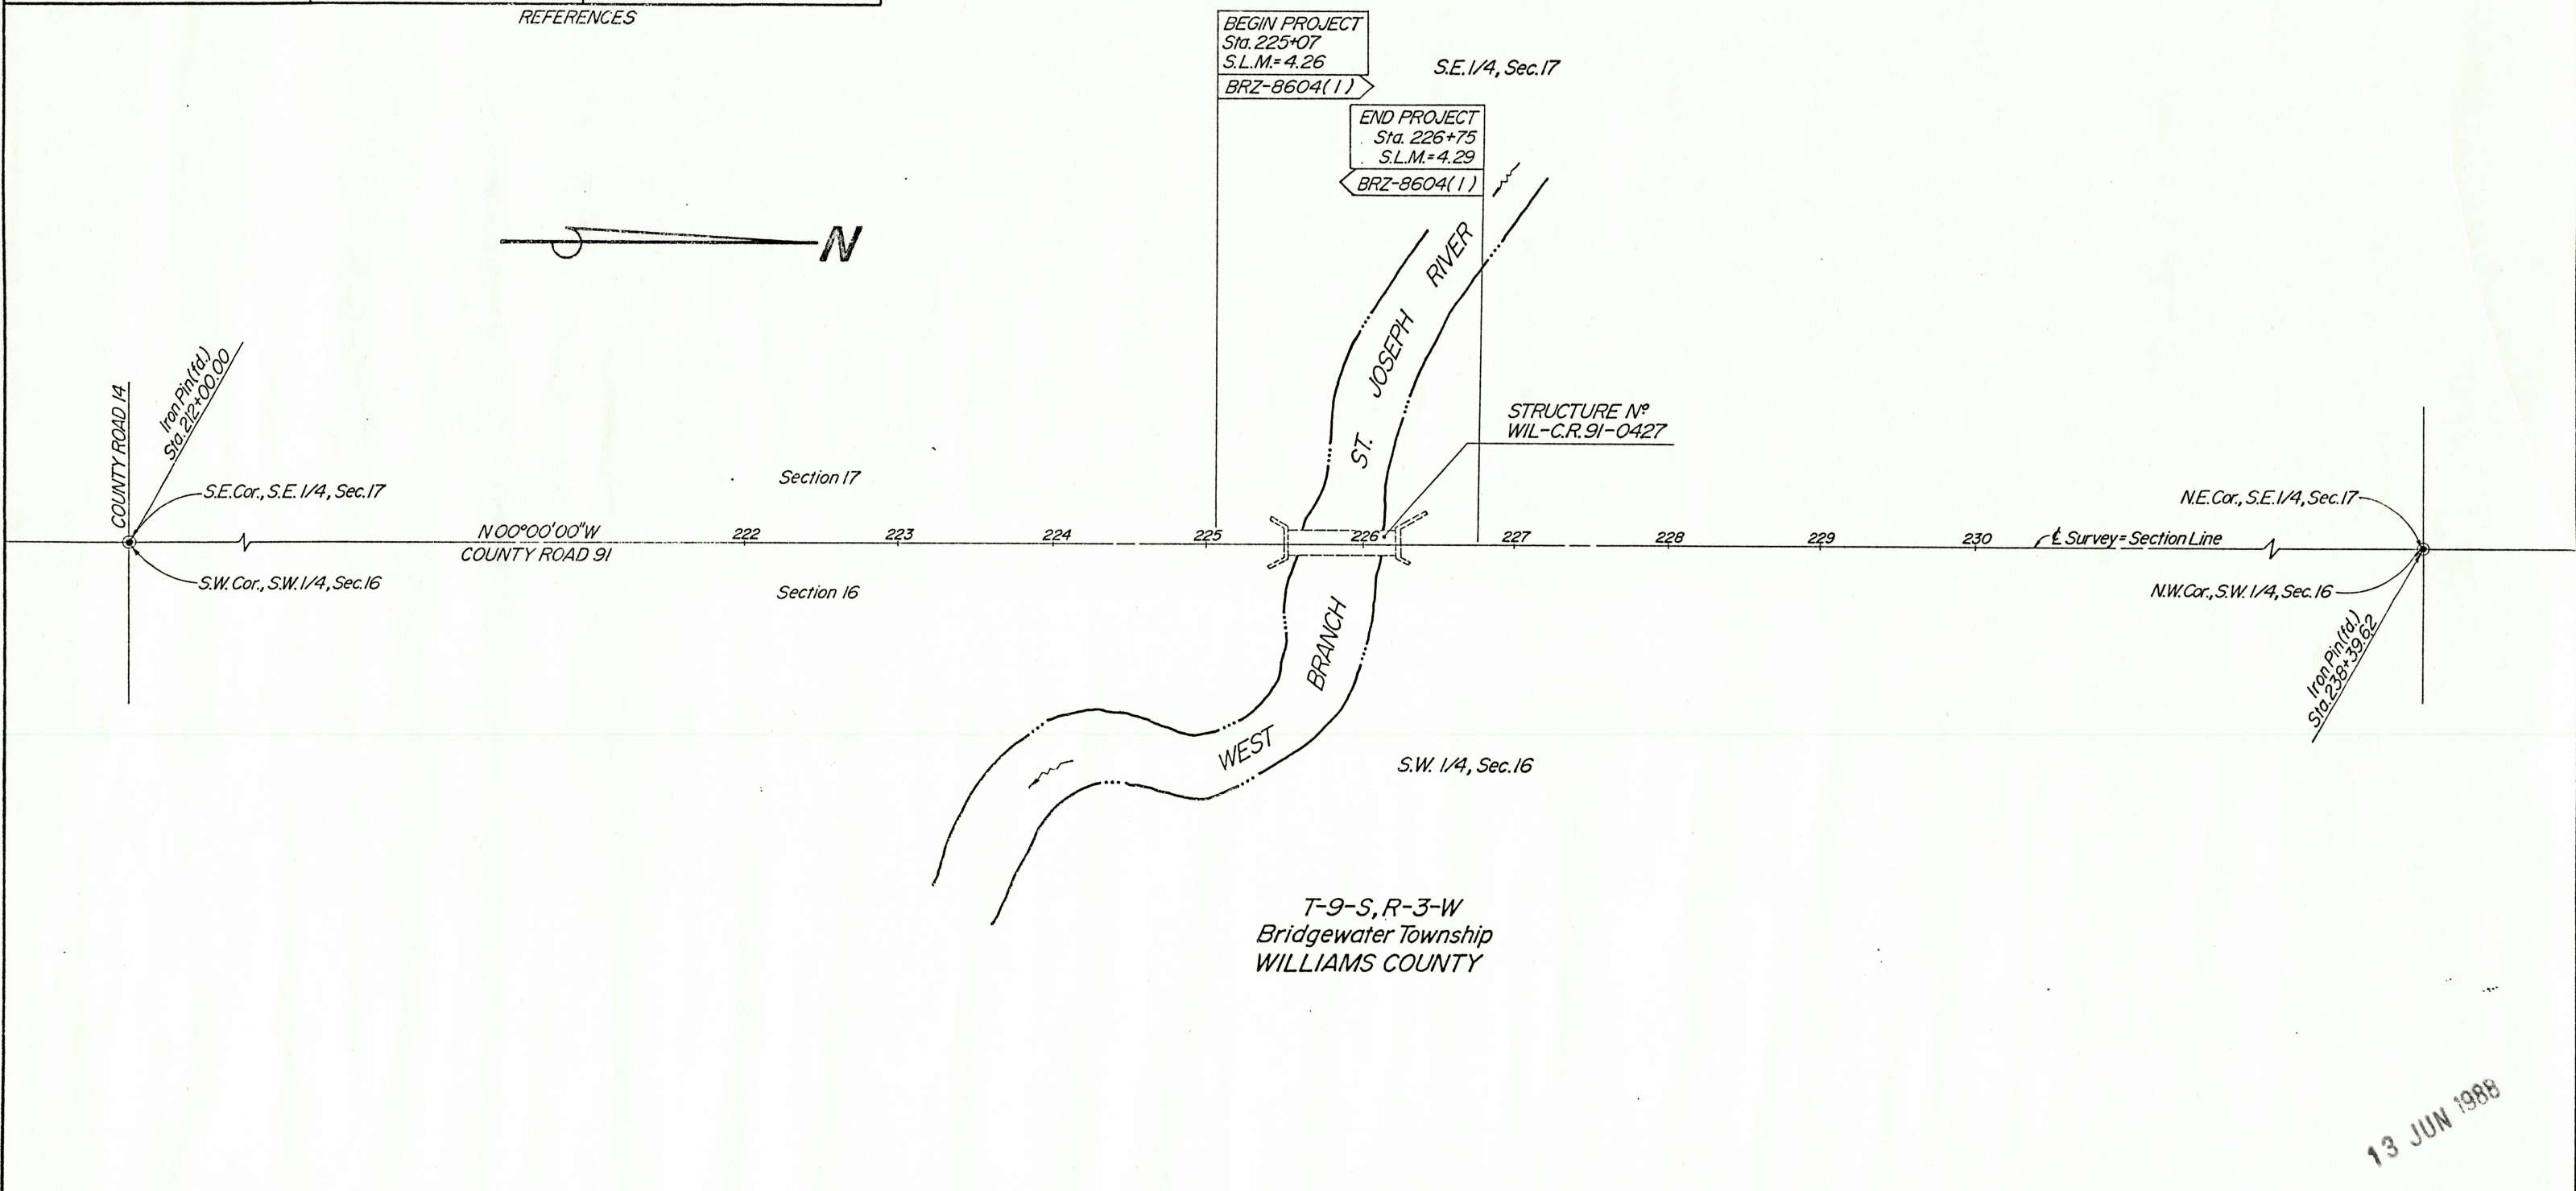 REFERENCES
BEGIN PROJECT
Sta. 225+07
S.L.M.= 4.26
BRZ-8604(1)
S.E.1/4, Sec.17
END PROJECT
Sta. 226+75
S.L.M.= 4.29
BRZ-8604(1)
N
ST. JOSEPH RIVER
COUNTY ROAD 14
Iron Pin(fd.)
Sta.212+00.00
STRUCTURE Nº
WIL-C.R.91-0427
Section 17
S.E.Cor., S.E. 1/4, Sec.17
N.E.Cor., S.E.1/4, Sec.17
N 00°00'00"W
222 223 224 225 226 227 228 229 230
℄ Survey = Section Line
COUNTY ROAD 91
S.W. Cor., S.W. 1/4, Sec.16
Section 16
N.W.Cor., S.W. 1/4, Sec.16
Iron Pin(fd.)
Sta.238+39.62
WEST BRANCH
S.W. 1/4, Sec.16
T-9-S, R-3-W
Bridgewater Township
WILLIAMS COUNTY
13 JUN 1988